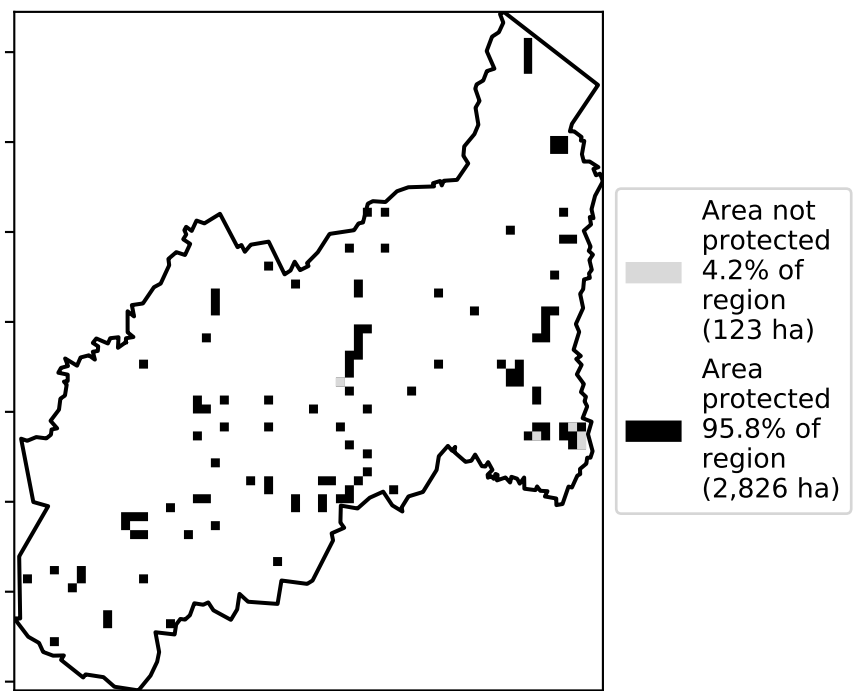 Area not
protected
4.2% of
region
(123 ha)
Area
protected
95.8% of
region
(2,826 ha)